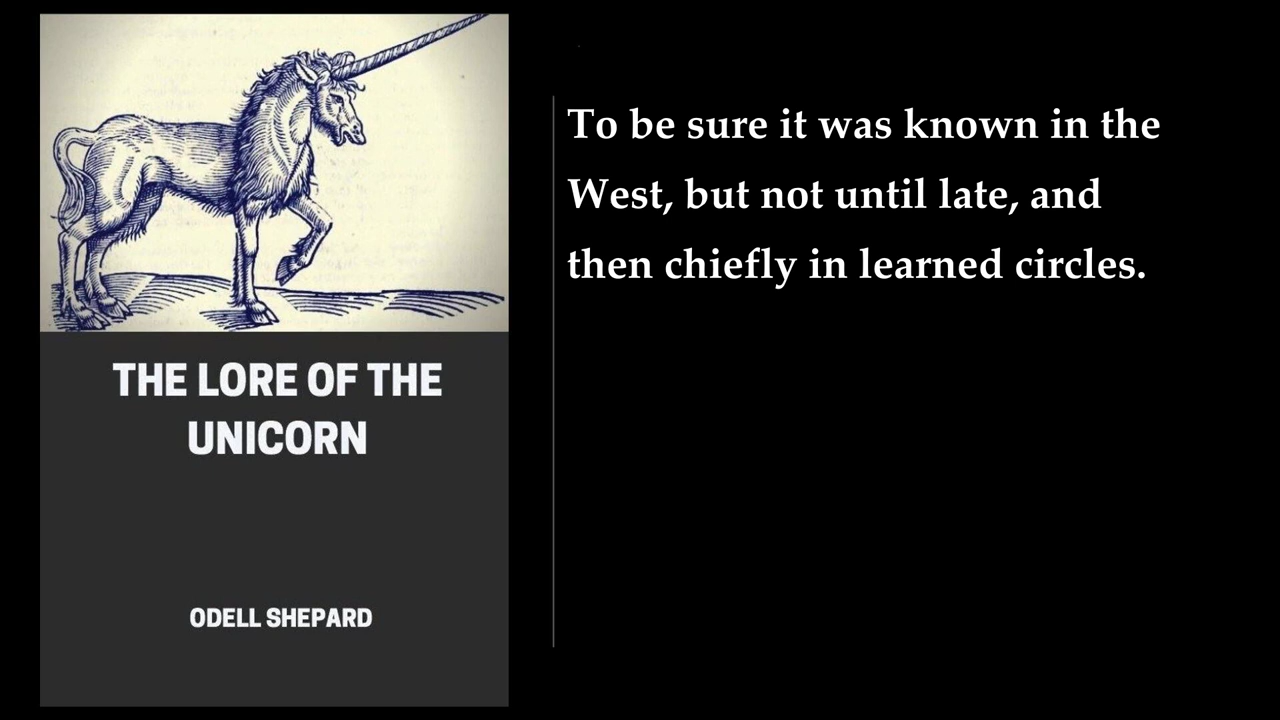 THE LORE OF THE
UNICORN
ODELL SHEPARD
To be sure it was known in the
West, but not until late, and
then chiefly in learned circles.